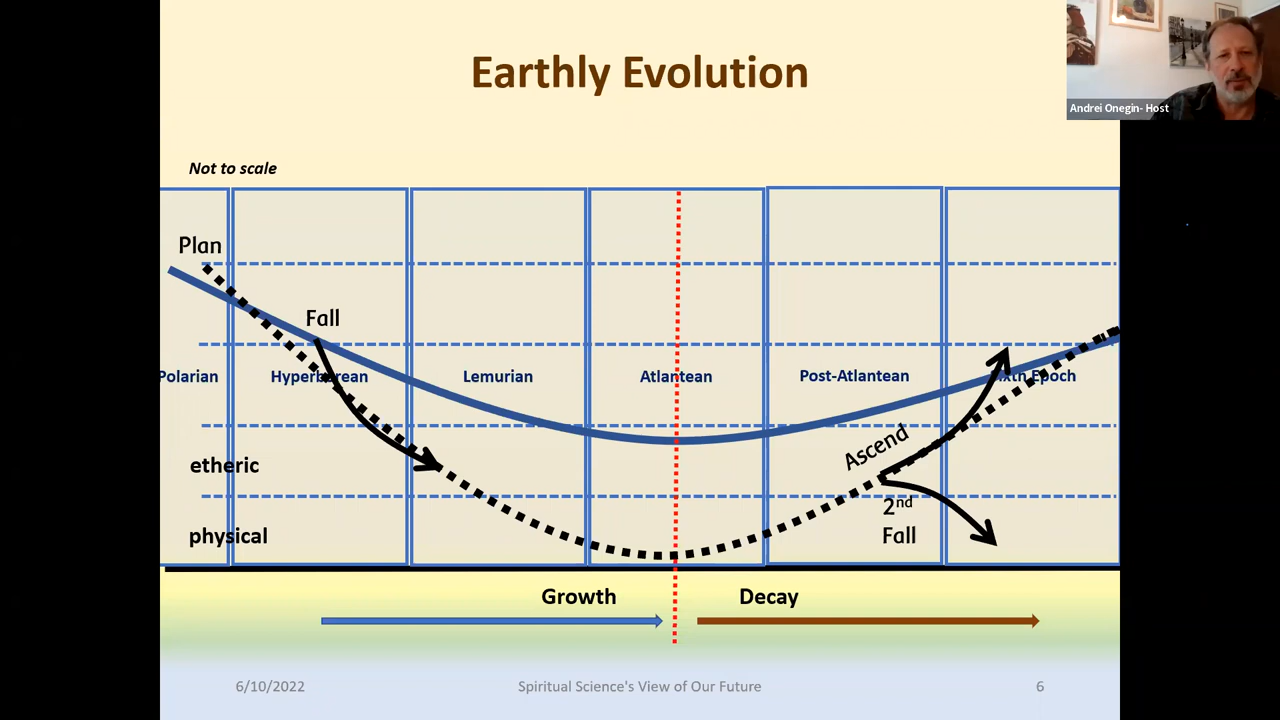 Earthly Evolution
Andrei Onegin- Host
Not to scale
Plan
Fall
Polarian
Hyperborean
Lemurian
Atlantean
Post-Atlantean
Sixth Epoch
Ascend
etheric
2nd
Fall
physical
Growth
Decay
6/10/2022
Spiritual Science's View of Our Future
6